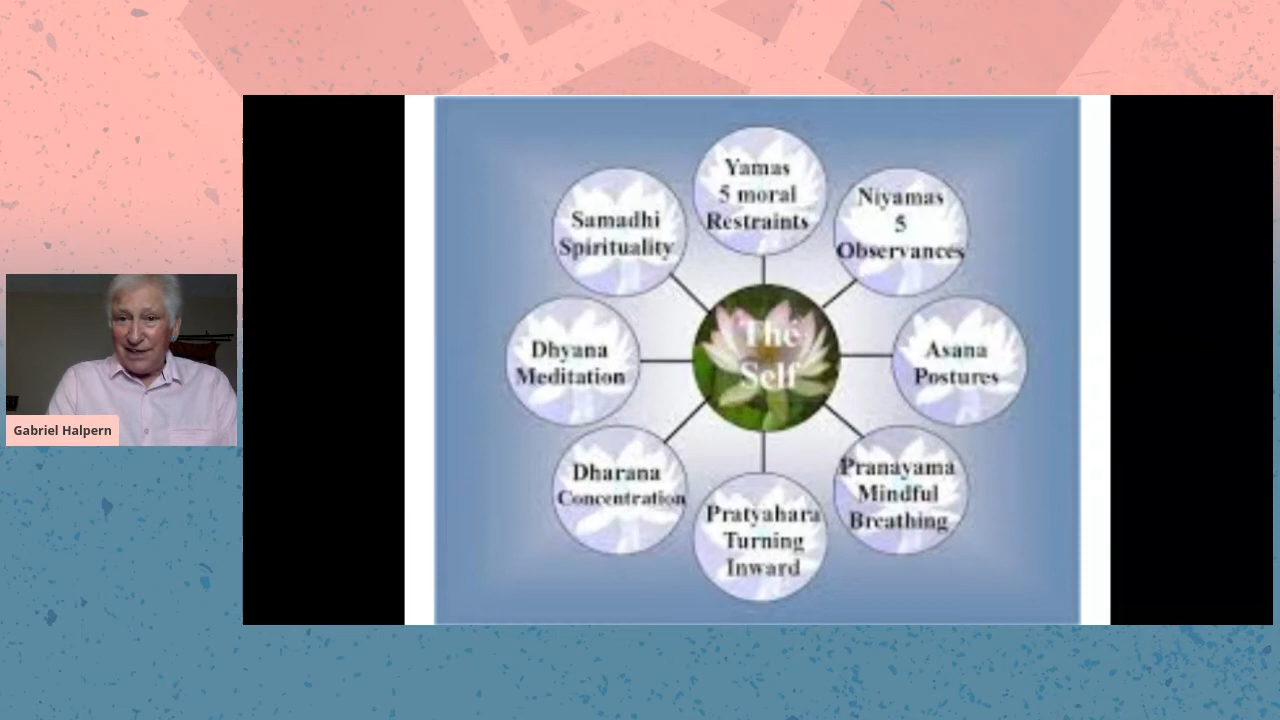 Yamas
5 moral
Restraints
Niyamas
5
Observances
Asana
Postures
Pranayama
Mindful
Breathing
Pratyahara
Turning
Inward
Dharana
Concentration
Dhyana
Meditation
Samadhi
Spirituality
The
Self
Gabriel Halpern